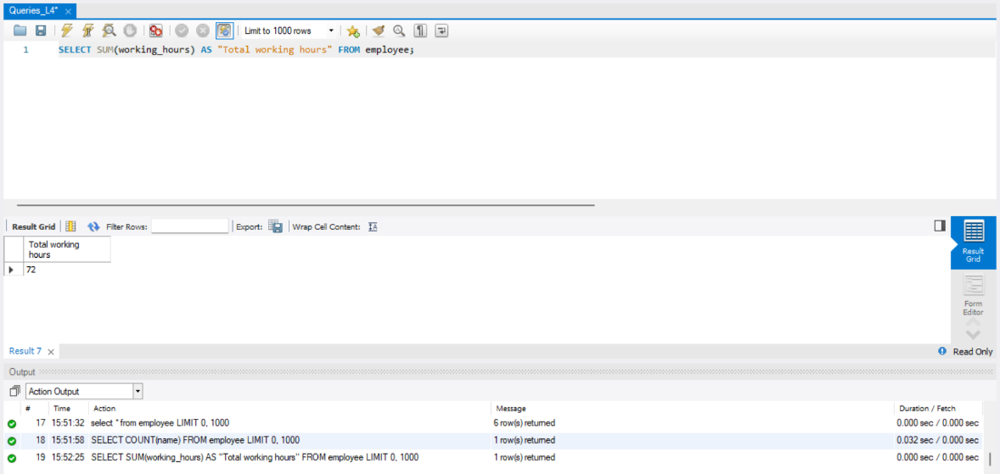 Queries_L4*
Limit to 1000 rows
1 SELECT SUM(working_hours) AS "Total working hours" FROM employee;
Result Grid Filter Rows: Export: Wrap Cell Content: IA
Total working
hours
72
Result
Grid
Form
Editor
Result 7 Read Only
Output
Action Output
# Time Action Message Duration / Fetch
17 15:51:32 select * from employee LIMIT 0, 1000 6 row(s) returned 0.000 sec / 0.000 sec
18 15:51:58 SELECT COUNT(name) FROM employee LIMIT 0, 1000 1 row(s) returned 0.032 sec / 0.000 sec
19 15:52:25 SELECT SUM(working_hours) AS "Total working hours" FROM employee LIMIT 0, 1000 1 row(s) returned 0.000 sec / 0.000 sec